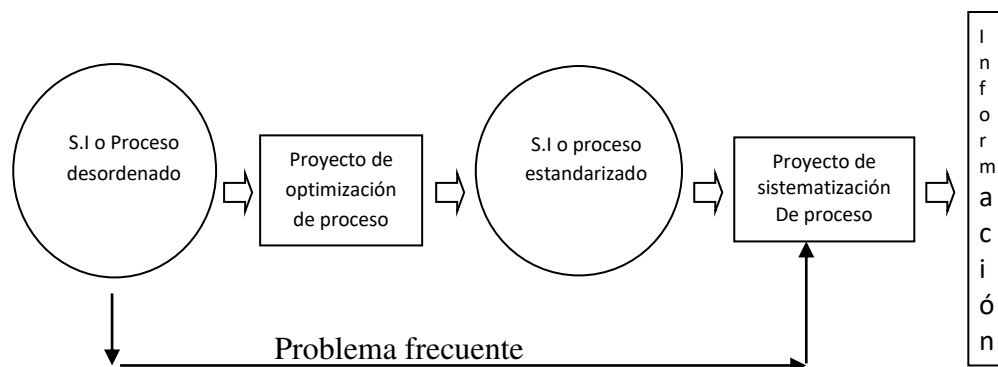 S.I o Proceso
desordenado
Proyecto de
optimización
de proceso
S.I o proceso
estandarizado
Proyecto de
sistematización
De proceso
I
n
f
o
r
m
a
c
i
ó
n
Problema frecuente